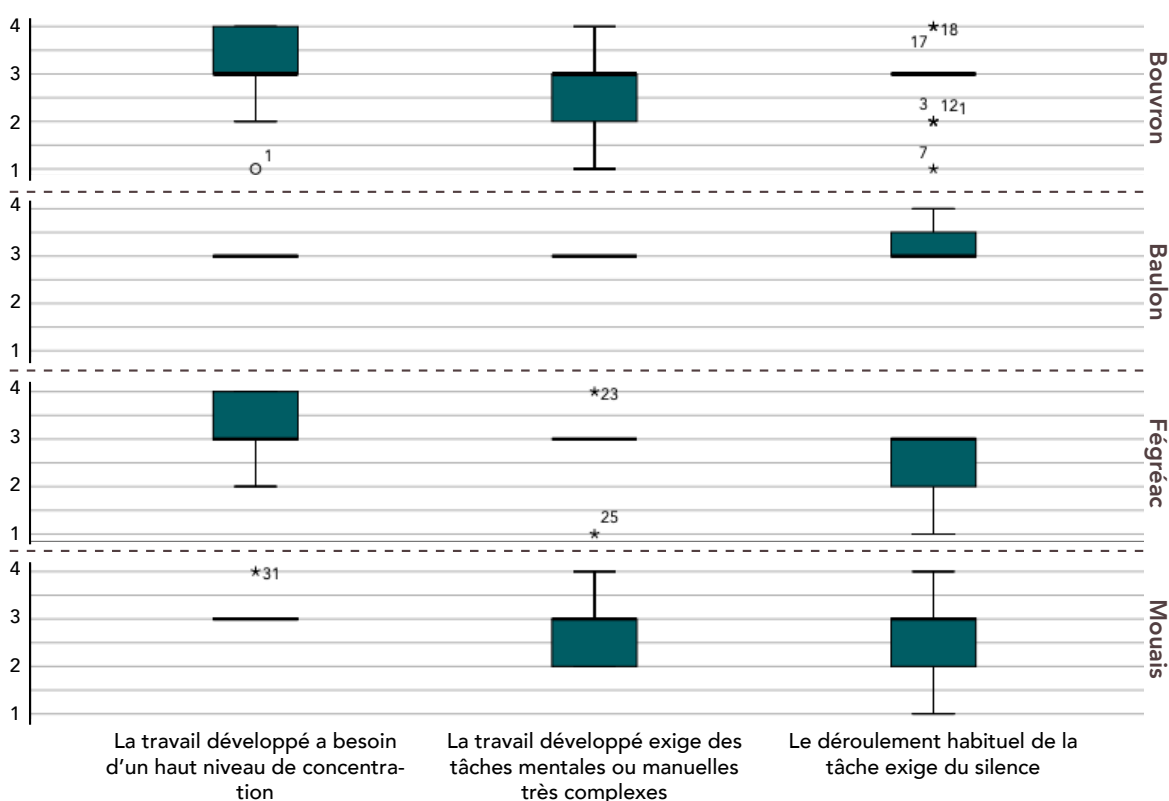 4
3
2
1
1
*18
17
3 121
*
7
*
Bouvron
4
3
2
1
Baulon
4
3
2
1
*23
25
*
Fégréac
4
3
2
1
*31
Mouais
La travail développé a besoin
d'un haut niveau de concentra-
tion
La travail développé exige des
tâches mentales ou manuelles
très complexes
Le déroulement habituel de la
tâche exige du silence